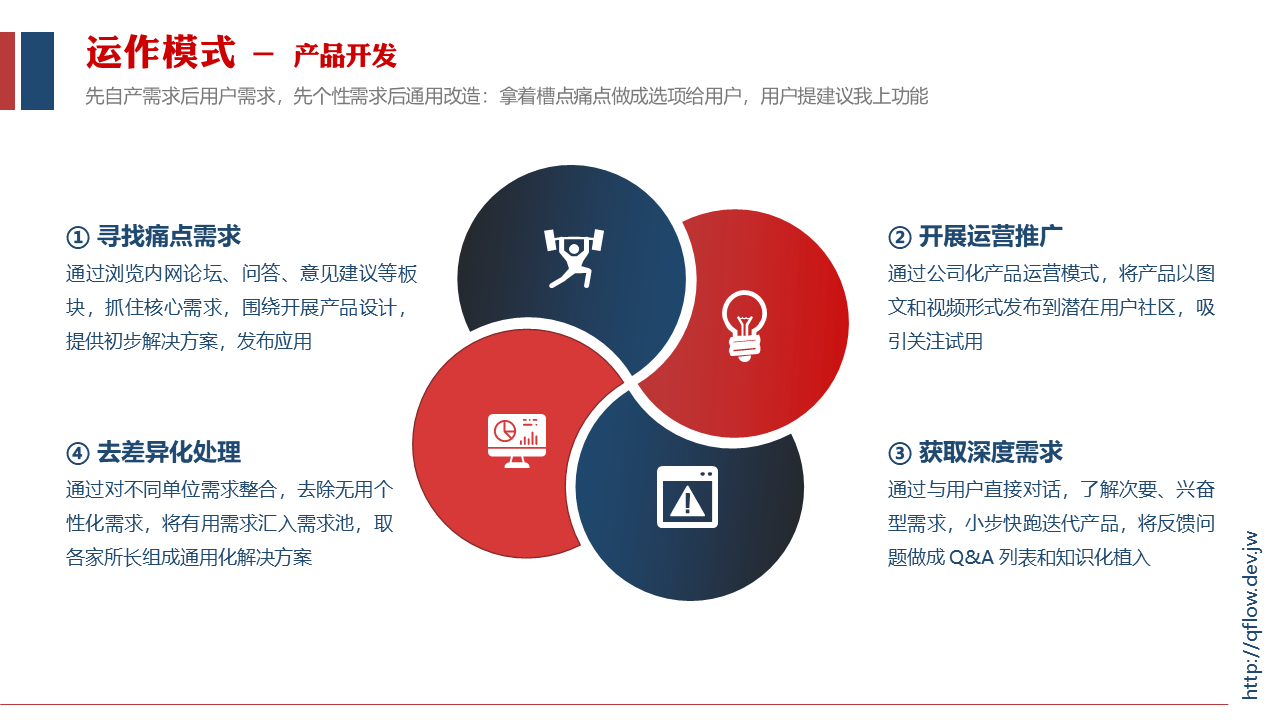 运作模式 － 产品开发
先自产需求后用户需求，先个性需求后通用改造：拿着槽点痛点做成选项给用户，用户提建议我上功能
① 寻找痛点需求
通过浏览内网论坛、问答、意见建议等板
块，抓住核心需求，围绕开展产品设计，
提供初步解决方案，发布应用
② 开展运营推广
通过公司化产品运营模式，将产品以图
文和视频形式发布到潜在用户社区，吸
引关注试用
③ 获取深度需求
通过与用户直接对话，了解次要、兴奋
型需求，小步快跑迭代产品，将反馈问
题做成 Q&A 列表和知识化植入
④ 去差异化处理
通过对不同单位需求整合，去除无用个
性化需求，将有用需求汇入需求池，取
各家所长组成通用化解决方案
http://qflow.dev.jw